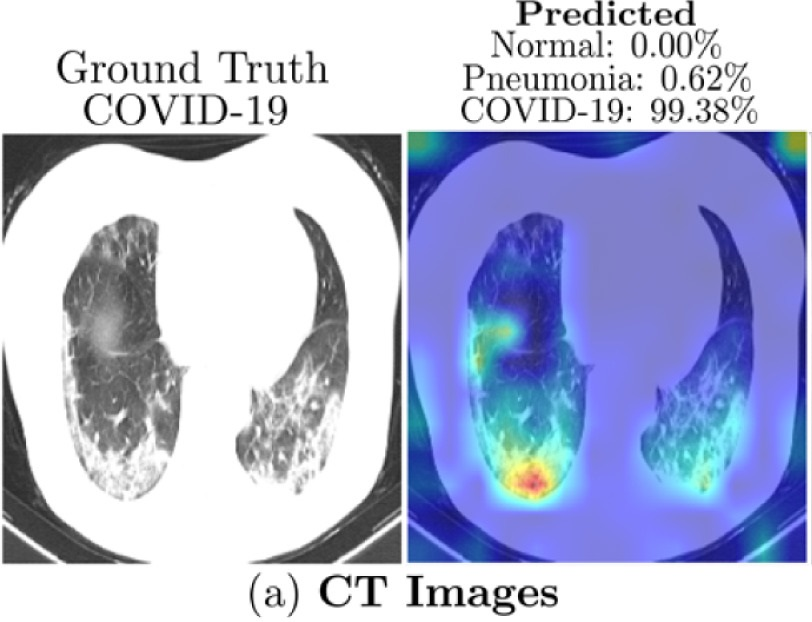 Ground Truth
COVID-19
Predicted
Normal: 0.00%
Pneumonia: 0.62%
COVID-19: 99.38%
(a) CT Images